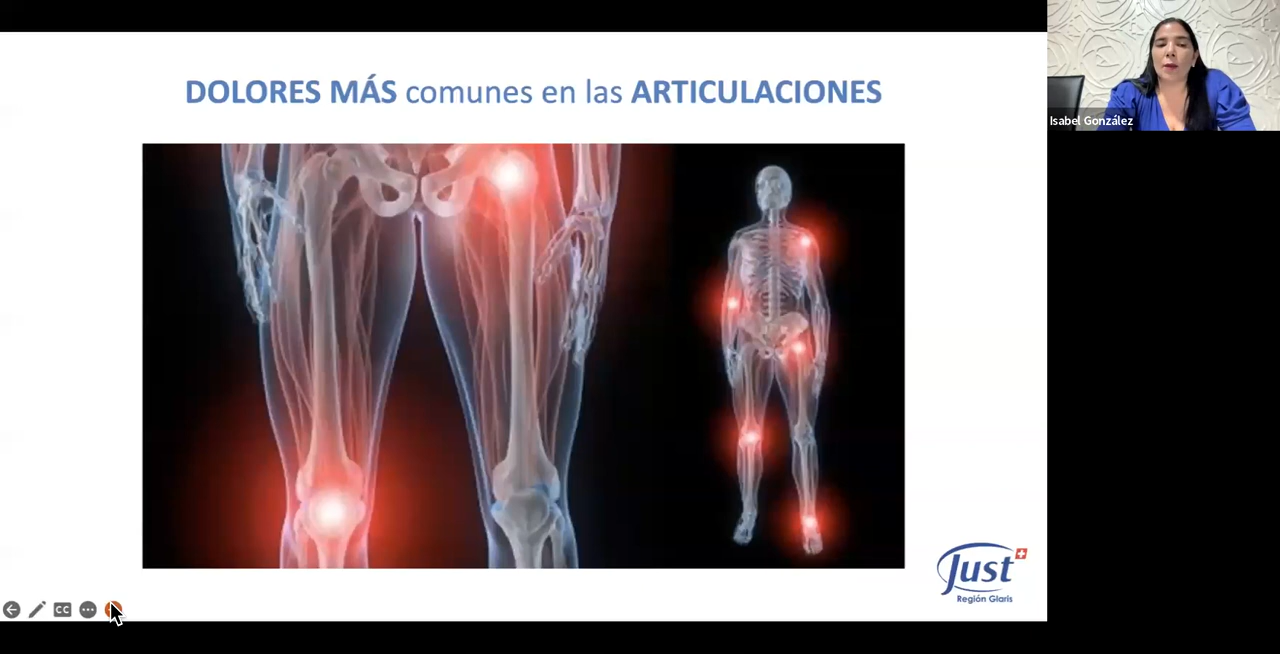 DOLORES MÁS comunes en las ARTICULACIONES
Isabel González
Just
Región Glaris
CC